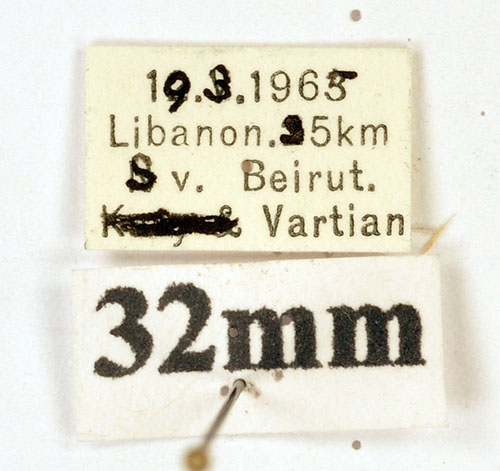 19.3.1965
Libanon. 35km
S v. Beirut.
Vartian
32mm